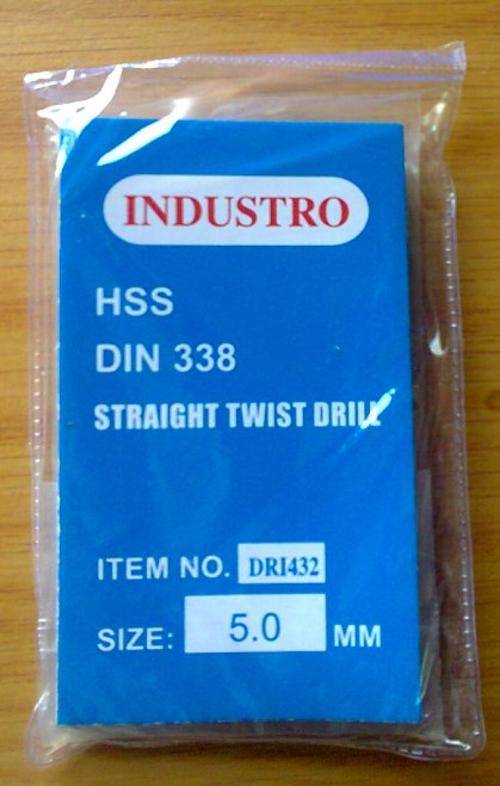 INDUSTRO
HSS
DIN 338
STRAIGHT TWIST DRILL
ITEM NO. DRI432
SIZE: 5.0 MM